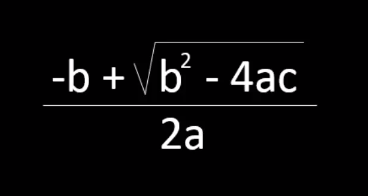 -b + √b² - 4ac
2a